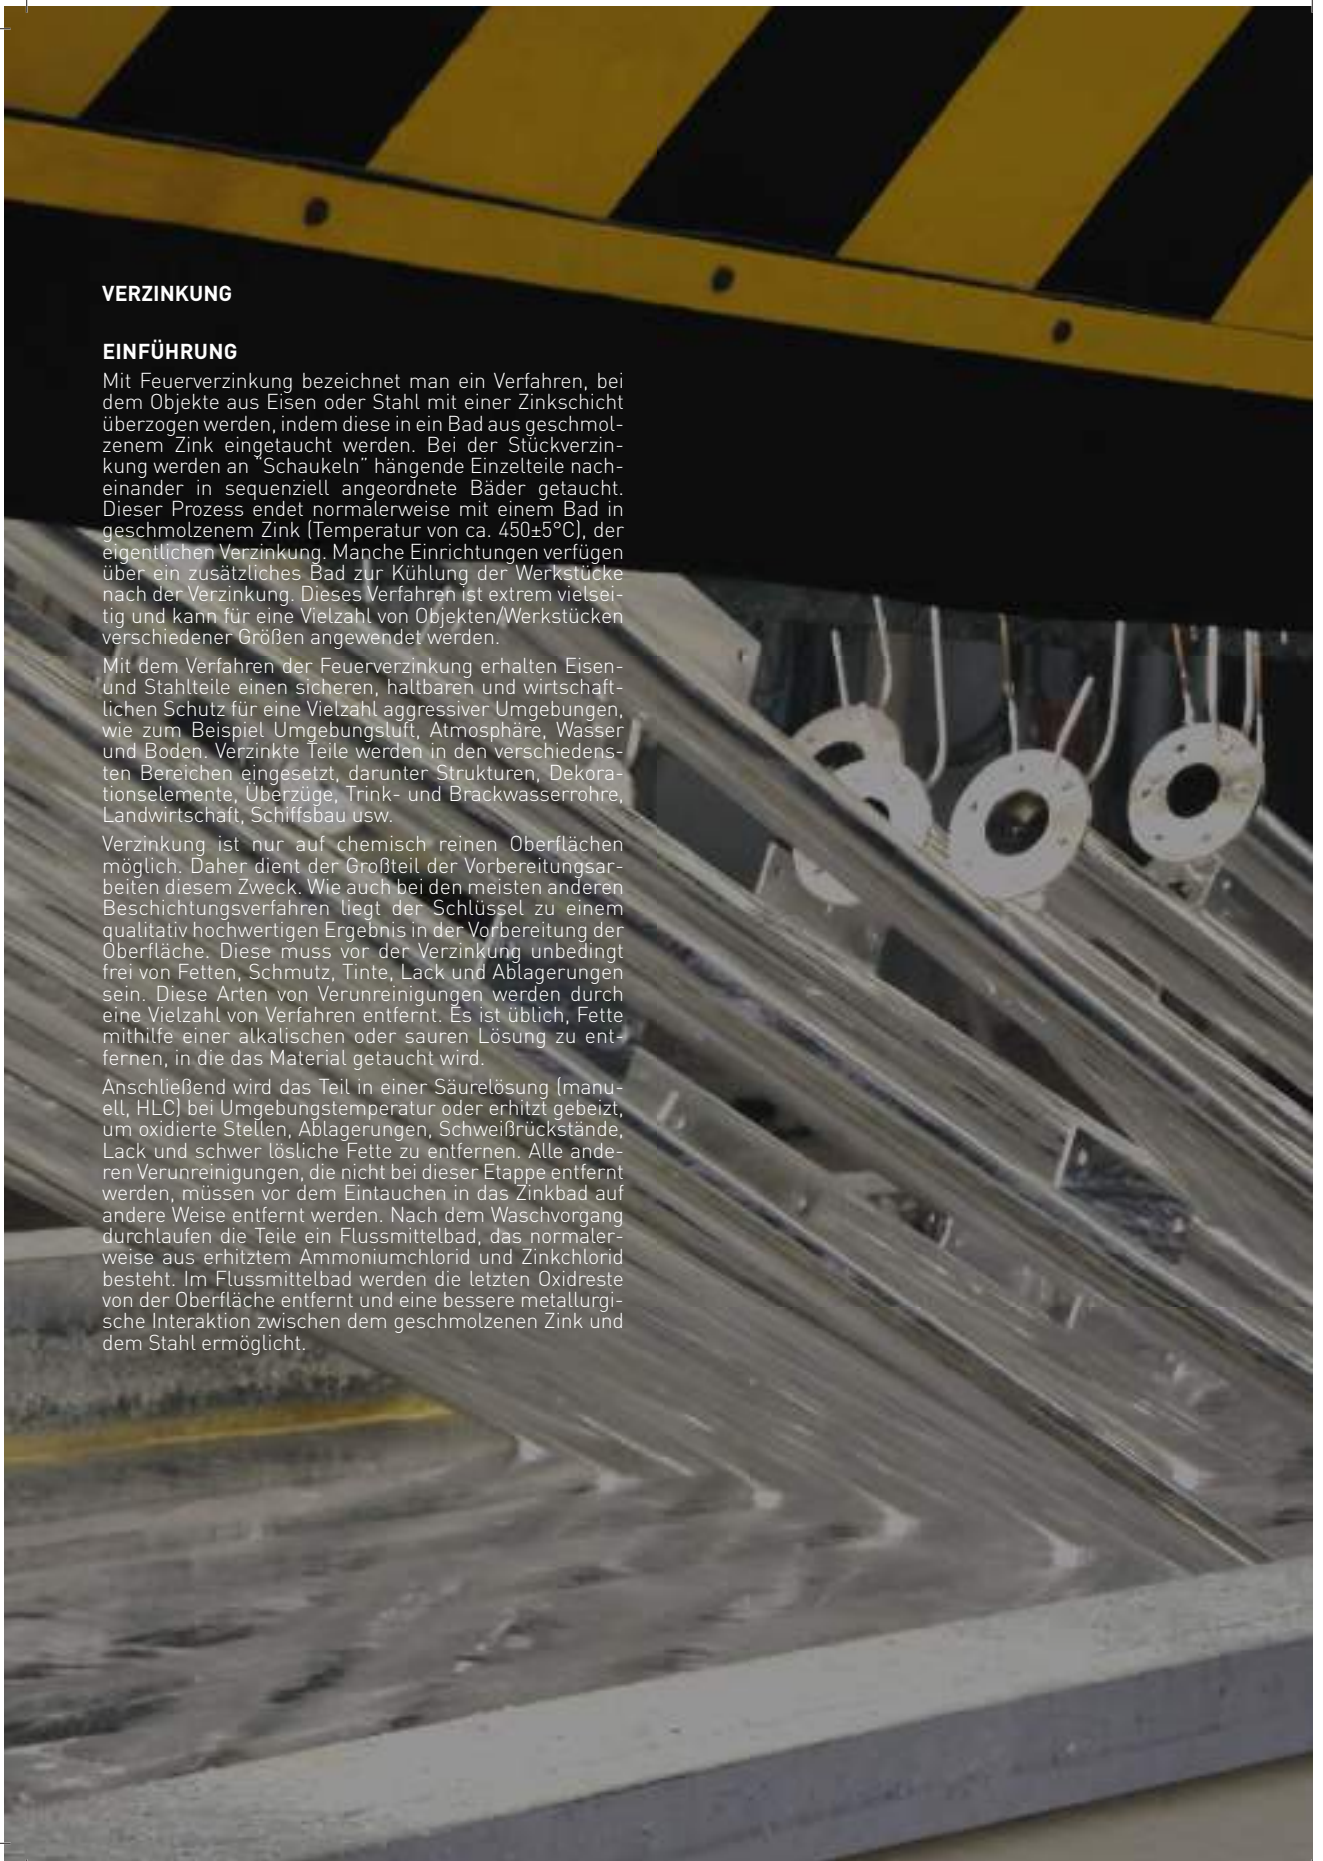 VERZINKUNG
EINFÜHRUNG
Mit Feuerverzinkung bezeichnet man ein Verfahren, bei
dem Objekte aus Eisen oder Stahl mit einer Zinkschicht
überzogen werden, indem diese in ein Bad aus geschmol-
zenem Zink eingetaucht werden. Bei der Stückverzin-
kung werden an “Schaukeln” hängende Einzelteile nach-
einander in sequenziell angeordnete Bäder getaucht.
Dieser Prozess endet normalerweise mit einem Bad in
geschmolzenem Zink (Temperatur von ca. 450±5°C), der
eigentlichen Verzinkung. Manche Einrichtungen verfügen
über ein zusätzliches Bad zur Kühlung der Werkstücke
nach der Verzinkung. Dieses Verfahren ist extrem vielsei-
tig und kann für eine Vielzahl von Objekten/Werkstücken
verschiedener Größen angewendet werden.
Mit dem Verfahren der Feuerverzinkung erhalten Eisen-
und Stahlteile einen sicheren, haltbaren und wirtschaft-
lichen Schutz für eine Vielzahl aggressiver Umgebungen,
wie zum Beispiel Umgebungsluft, Atmosphäre, Wasser
und Boden. Verzinkte Teile werden in den verschiedens-
ten Bereichen eingesetzt, darunter Strukturen, Dekora-
tionselemente, Überzüge, Trink- und Brackwasserrohre,
Landwirtschaft, Schiffsbau usw.
Verzinkung ist nur auf chemisch reinen Oberflächen
möglich. Daher dient der Großteil der Vorbereitungsar-
beiten diesem Zweck. Wie auch bei den meisten anderen
Beschichtungsverfahren liegt der Schlüssel zu einem
qualitativ hochwertigen Ergebnis in der Vorbereitung der
Oberfläche. Diese muss vor der Verzinkung unbedingt
frei von Fetten, Schmutz, Tinte, Lack und Ablagerungen
sein. Diese Arten von Verunreinigungen werden durch
eine Vielzahl von Verfahren entfernt. Es ist üblich, Fette
mithilfe einer alkalischen oder sauren Lösung zu ent-
fernen, in die das Material getaucht wird.
Anschließend wird das Teil in einer Säurelösung (manu-
ell, HLC) bei Umgebungstemperatur oder erhitzt gebeizt,
um oxidierte Stellen, Ablagerungen, Schweißrückstände,
Lack und schwer lösliche Fette zu entfernen. Alle ande-
ren Verunreinigungen, die nicht bei dieser Etappe entfernt
werden, müssen vor dem Eintauchen in das Zinkbad auf
andere Weise entfernt werden. Nach dem Waschvorgang
durchlaufen die Teile ein Flussmittelbad, das normaler-
weise aus erhitztem Ammoniumchlorid und Zinkchlorid
besteht. Im Flussmittelbad werden die letzten Oxidreste
von der Oberfläche entfernt und eine bessere metallurgi-
sche Interaktion zwischen dem geschmolzenen Zink und
dem Stahl ermöglicht.